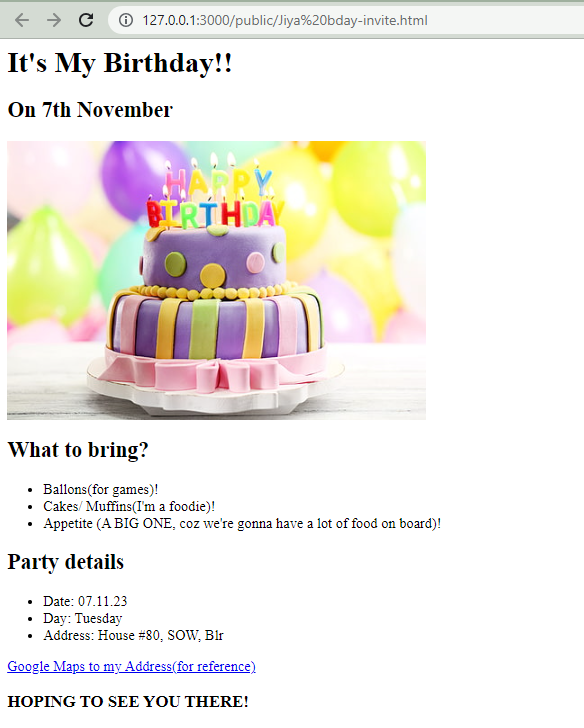 127.0.0.1:3000/public/Jiya%20bday-invite.html
It's My Birthday!!
On 7th November
HAPPY
BIRTHDAY
What to bring?
Ballons(for games)!
Cakes/ Muffins(I'm a foodie)!
Appetite (A BIG ONE, coz we're gonna have a lot of food on board)!
Party details
Date: 07.11.23
Day: Tuesday
Address: House #80, SOW, Blr
Google Maps to my Address(for reference)
HOPING TO SEE YOU THERE!